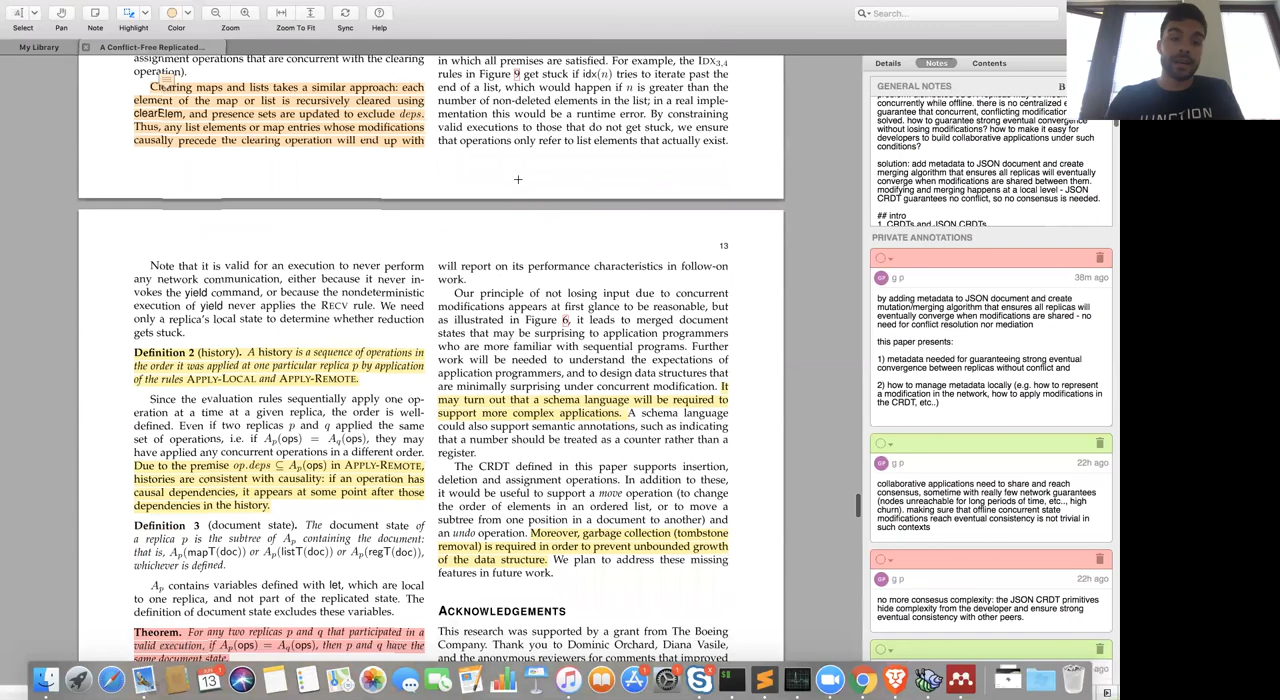 Select
Pan
Note
Highlight
Color
Zoom
Zoom To Fit
Sync
Help
Search...
My Library
A Conflict-Free Replicated...
assignment operations that are concurrent with the clearing
operation).
Clearing maps and lists takes a similar approach: each
element of the map or list is recursively cleared using
clearElem, and presence sets are updated to exclude deps.
Thus, any list elements or map entries whose modifications
causally precede the clearing operation will end up with
in which all premises are satisfied. For example, the IDX3,4
rules in Figure 9 get stuck if idx(n) tries to iterate past the
end of a list, which would happen if n is greater than the
number of non-deleted elements in the list; in a real imple-
mentation this would be a runtime error. By constraining
valid executions to those that do not get stuck, we ensure
that operations only refer to list elements that actually exist.
13
Note that it is valid for an execution to never perform
any network communication, either because it never in-
vokes the yield command, or because the nondeterministic
execution of yield never applies the RECV rule. We need
only a replica's local state to determine whether reduction
gets stuck.
Definition 2 (history). A history is a sequence of operations in
the order it was applied at one particular replica p by application
of the rules APPLY-LOCAL and APPLY-REMOTE.
Since the evaluation rules sequentially apply one op-
eration at a time at a given replica, the order is well-
defined. Even if two replicas p and q applied the same
set of operations, i.e. if Ap(ops) = Aq(ops), they may
have applied any concurrent operations in a different order.
Due to the premise op.deps ⊆ Ap(ops) in APPLY-REMOTE,
histories are consistent with causality: if an operation has
causal dependencies, it appears at some point after those
dependencies in the history.
Definition 3 (document state). The document state of
a replica p is the subtree of Ap containing the document:
that is, Ap(mapT(doc)) or Ap(listT(doc)) or Ap(regT(doc)),
whichever is defined.
Ap contains variables defined with let, which are local
to one replica, and not part of the replicated state. The
definition of document state excludes these variables.
Theorem. For any two replicas p and q that participated in a
valid execution, if Ap(ops) = Aq(ops), then p and q have the
same document state.
will report on its performance characteristics in follow-on
work.
Our principle of not losing input due to concurrent
modifications appears at first glance to be reasonable, but
as illustrated in Figure 6, it leads to merged document
states that may be surprising to application programmers
who are more familiar with sequential programs. Further
work will be needed to understand the expectations of
application programmers, and to design data structures that
are minimally surprising under concurrent modification. It
may turn out that a schema language will be required to
support more complex applications. A schema language
could also support semantic annotations, such as indicating
that a number should be treated as a counter rather than a
register.
The CRDT defined in this paper supports insertion,
deletion and assignment operations. In addition to these,
it would be useful to support a move operation (to change
the order of elements in an ordered list, or to move a
subtree from one position in a document to another) and
an undo operation. Moreover, garbage collection (tombstone
removal) is required in order to prevent unbounded growth
of the data structure. We plan to address these missing
features in future work.
ACKNOWLEDGEMENTS
This research was supported by a grant from The Boeing
Company. Thank you to Dominic Orchard, Diana Vasile,
and the anonymous reviewers for comments that improved
Details
Notes
Contents
GENERAL NOTES
B
concurrently while offline. there is no centralized
guarantee that concurrent, conflicting modification
solved. how to guarantee strong eventual convergence
without losing modifications? how to make it easy for
developers to build collaborative applications under such
conditions?
solution: add metadata to JSON document and create
merging algorithm that ensures all replicas will eventually
converge when modifications are shared between them.
modifying and merging happens at a local level - JSON
CRDT guarantees no conflict, so no consensus is needed.
## intro
1. CRDTs and JSON CRDTs
PRIVATE ANNOTATIONS
GP
g p
38m ago
by adding metadata to JSON document and create
mutation/merging algorithm that ensures all replicas will
eventually converge when modifications are shared - no
need for conflict resolution nor mediation
this paper presents:
1) metadata needed for guaranteeing strong eventual
convergence between replicas without conflict and
2) how to manage metadata locally (e.g. how to represent
a modification in the network, how to apply modifications in
the CRDT, etc..)
GP
g p
22h ago
collaborative applications need to share and reach
consensus, sometime with really few network guarantees
(nodes unreachable for long periods of time, etc.., high
churn). making sure that offline concurrent state
modifications reach eventual consistency is not trivial in
such contexts
GP
g p
22h ago
no more consesus complexity: the JSON CRDT primitives
hide complexity from the developer and ensure strong
eventual consistency with other peers.
ago
JUNCTION
13